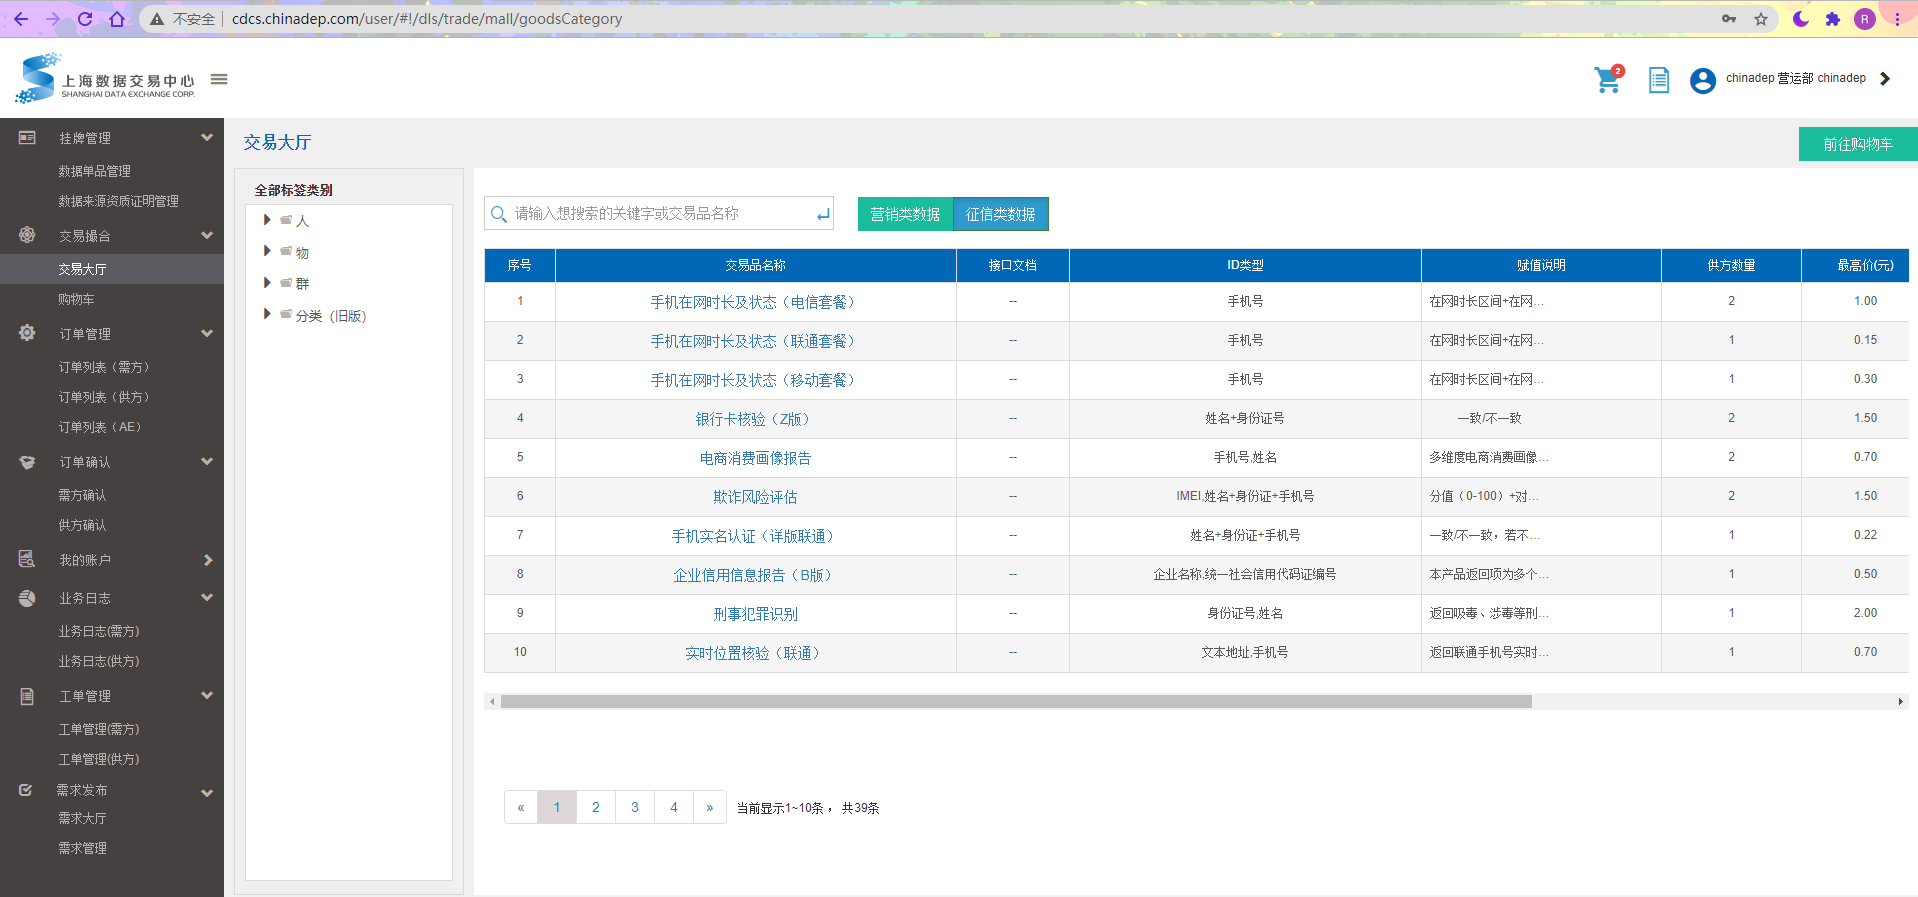 不安全 | cdcs.chinadep.com/user/#!/dls/trade/mall/goodsCategory
R
上海数据交易中心
SHANGHAI DATA EXCHANGE CORP.
2
chinadep 营运部 chinadep
挂牌管理
数据单品管理
数据来源资质证明管理
交易撮合
交易大厅
购物车
订单管理
订单列表（需方）
订单列表（供方）
订单列表（AE）
订单确认
需方确认
供方确认
我的账户
业务日志
业务日志(需方)
业务日志(供方)
工单管理
工单管理(需方)
工单管理(供方)
需求发布
需求大厅
需求管理
交易大厅
前往购物车
全部标签类别
人
物
群
分类（旧版）
请输入想搜索的关键字或交易品名称
营销类数据 征信类数据
序号 交易品名称 接口文档 ID类型 赋值说明 供方数量 最高价(元)
1 手机在网时长及状态（电信套餐） -- 手机号 在网时长区间+在网... 2 1.00
2 手机在网时长及状态（联通套餐） -- 手机号 在网时长区间+在网... 1 0.15
3 手机在网时长及状态（移动套餐） -- 手机号 在网时长区间+在网... 1 0.30
4 银行卡核验（Z版） -- 姓名+身份证号 一致/不一致 2 1.50
5 电商消费画像报告 -- 手机号,姓名 多维度电商消费画像... 2 0.70
6 欺诈风险评估 -- IMEI,姓名+身份证+手机号 分值（0-100）+对... 2 1.50
7 手机实名认证（详版联通） -- 姓名+身份证+手机号 一致/不一致，若不... 1 0.22
8 企业信用信息报告（B版） -- 企业名称,统一社会信用代码证编号 本产品返回项为多个... 1 0.50
9 刑事犯罪识别 -- 身份证号,姓名 返回吸毒、涉毒等刑... 1 2.00
10 实时位置核验（联通） -- 文本地址,手机号 返回联通手机号实时... 1 0.70
« 1 2 3 4 » 当前显示1~10条， 共39条